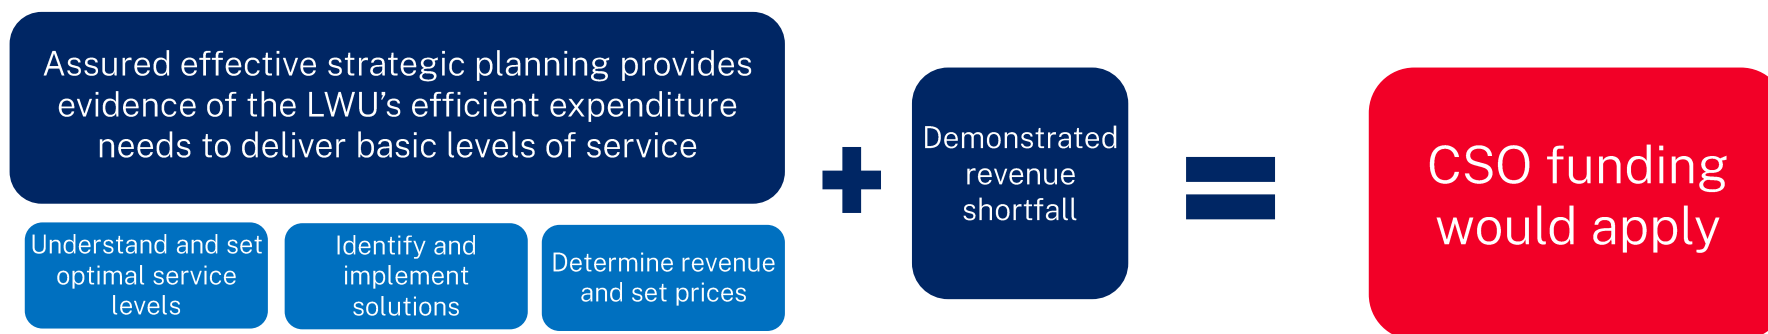 Assured effective strategic planning provides
evidence of the LWU's efficient expenditure
needs to deliver basic levels of service
Understand and set
optimal service
levels
Identify and
implement
solutions
Determine revenue
and set prices
+
Demonstrated
revenue
shortfall
=
CSO funding
would apply